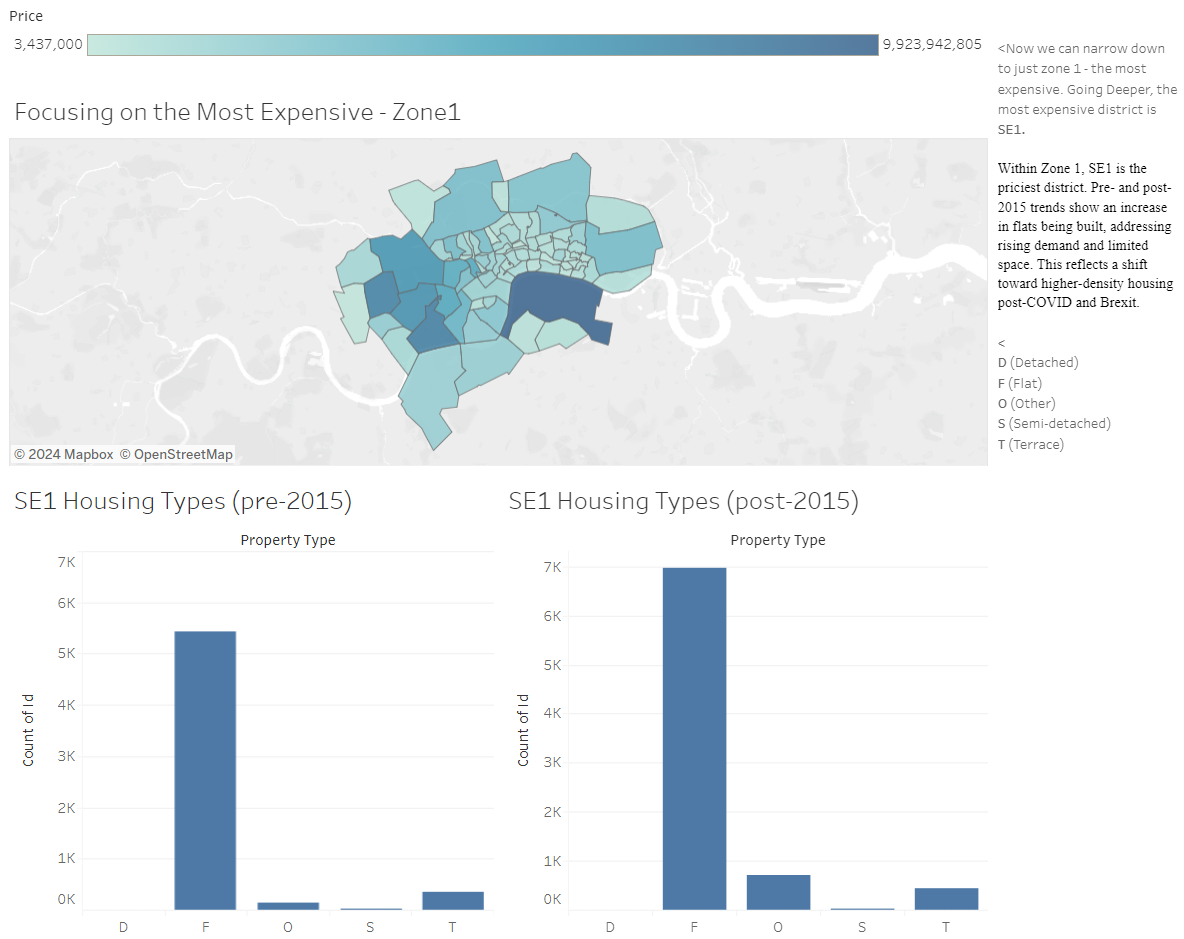 Price
3,437,000
9,923,942,805
<Now we can narrow down
to just zone 1 - the most
expensive. Going Deeper, the
most expensive district is
SE1.
Focusing on the Most Expensive - Zone1
Within Zone 1, SE1 is the
priciest district. Pre- and post-
2015 trends show an increase
in flats being built, addressing
rising demand and limited
space. This reflects a shift
toward higher-density housing
post-COVID and Brexit.
<
D (Detached)
F (Flat)
O (Other)
S (Semi-detached)
T (Terrace)
© 2024 Mapbox © OpenStreetMap
SE1 Housing Types (pre-2015)
Property Type
Count of Id
7K
6K
5K
4K
3K
2K
1K
0K
D F O S T
SE1 Housing Types (post-2015)
Property Type
Count of Id
7K
6K
5K
4K
3K
2K
1K
0K
D F O S T